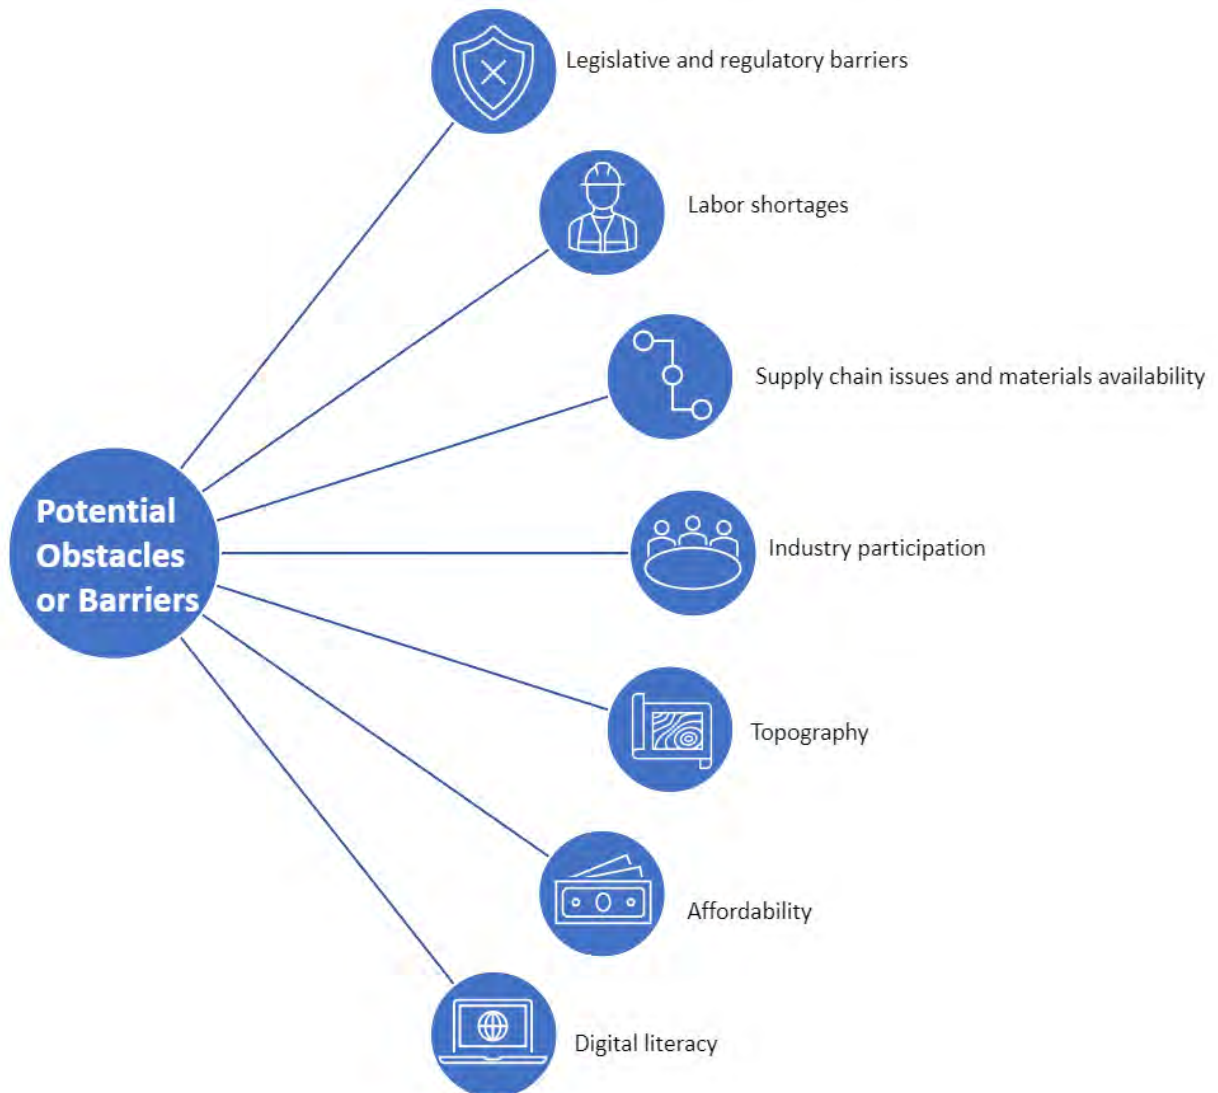 Legislative and regulatory barriers
Labor shortages
Supply chain issues and materials availability
Potential
Obstacles
or Barriers
Industry participation
Topography
Affordability
Digital literacy